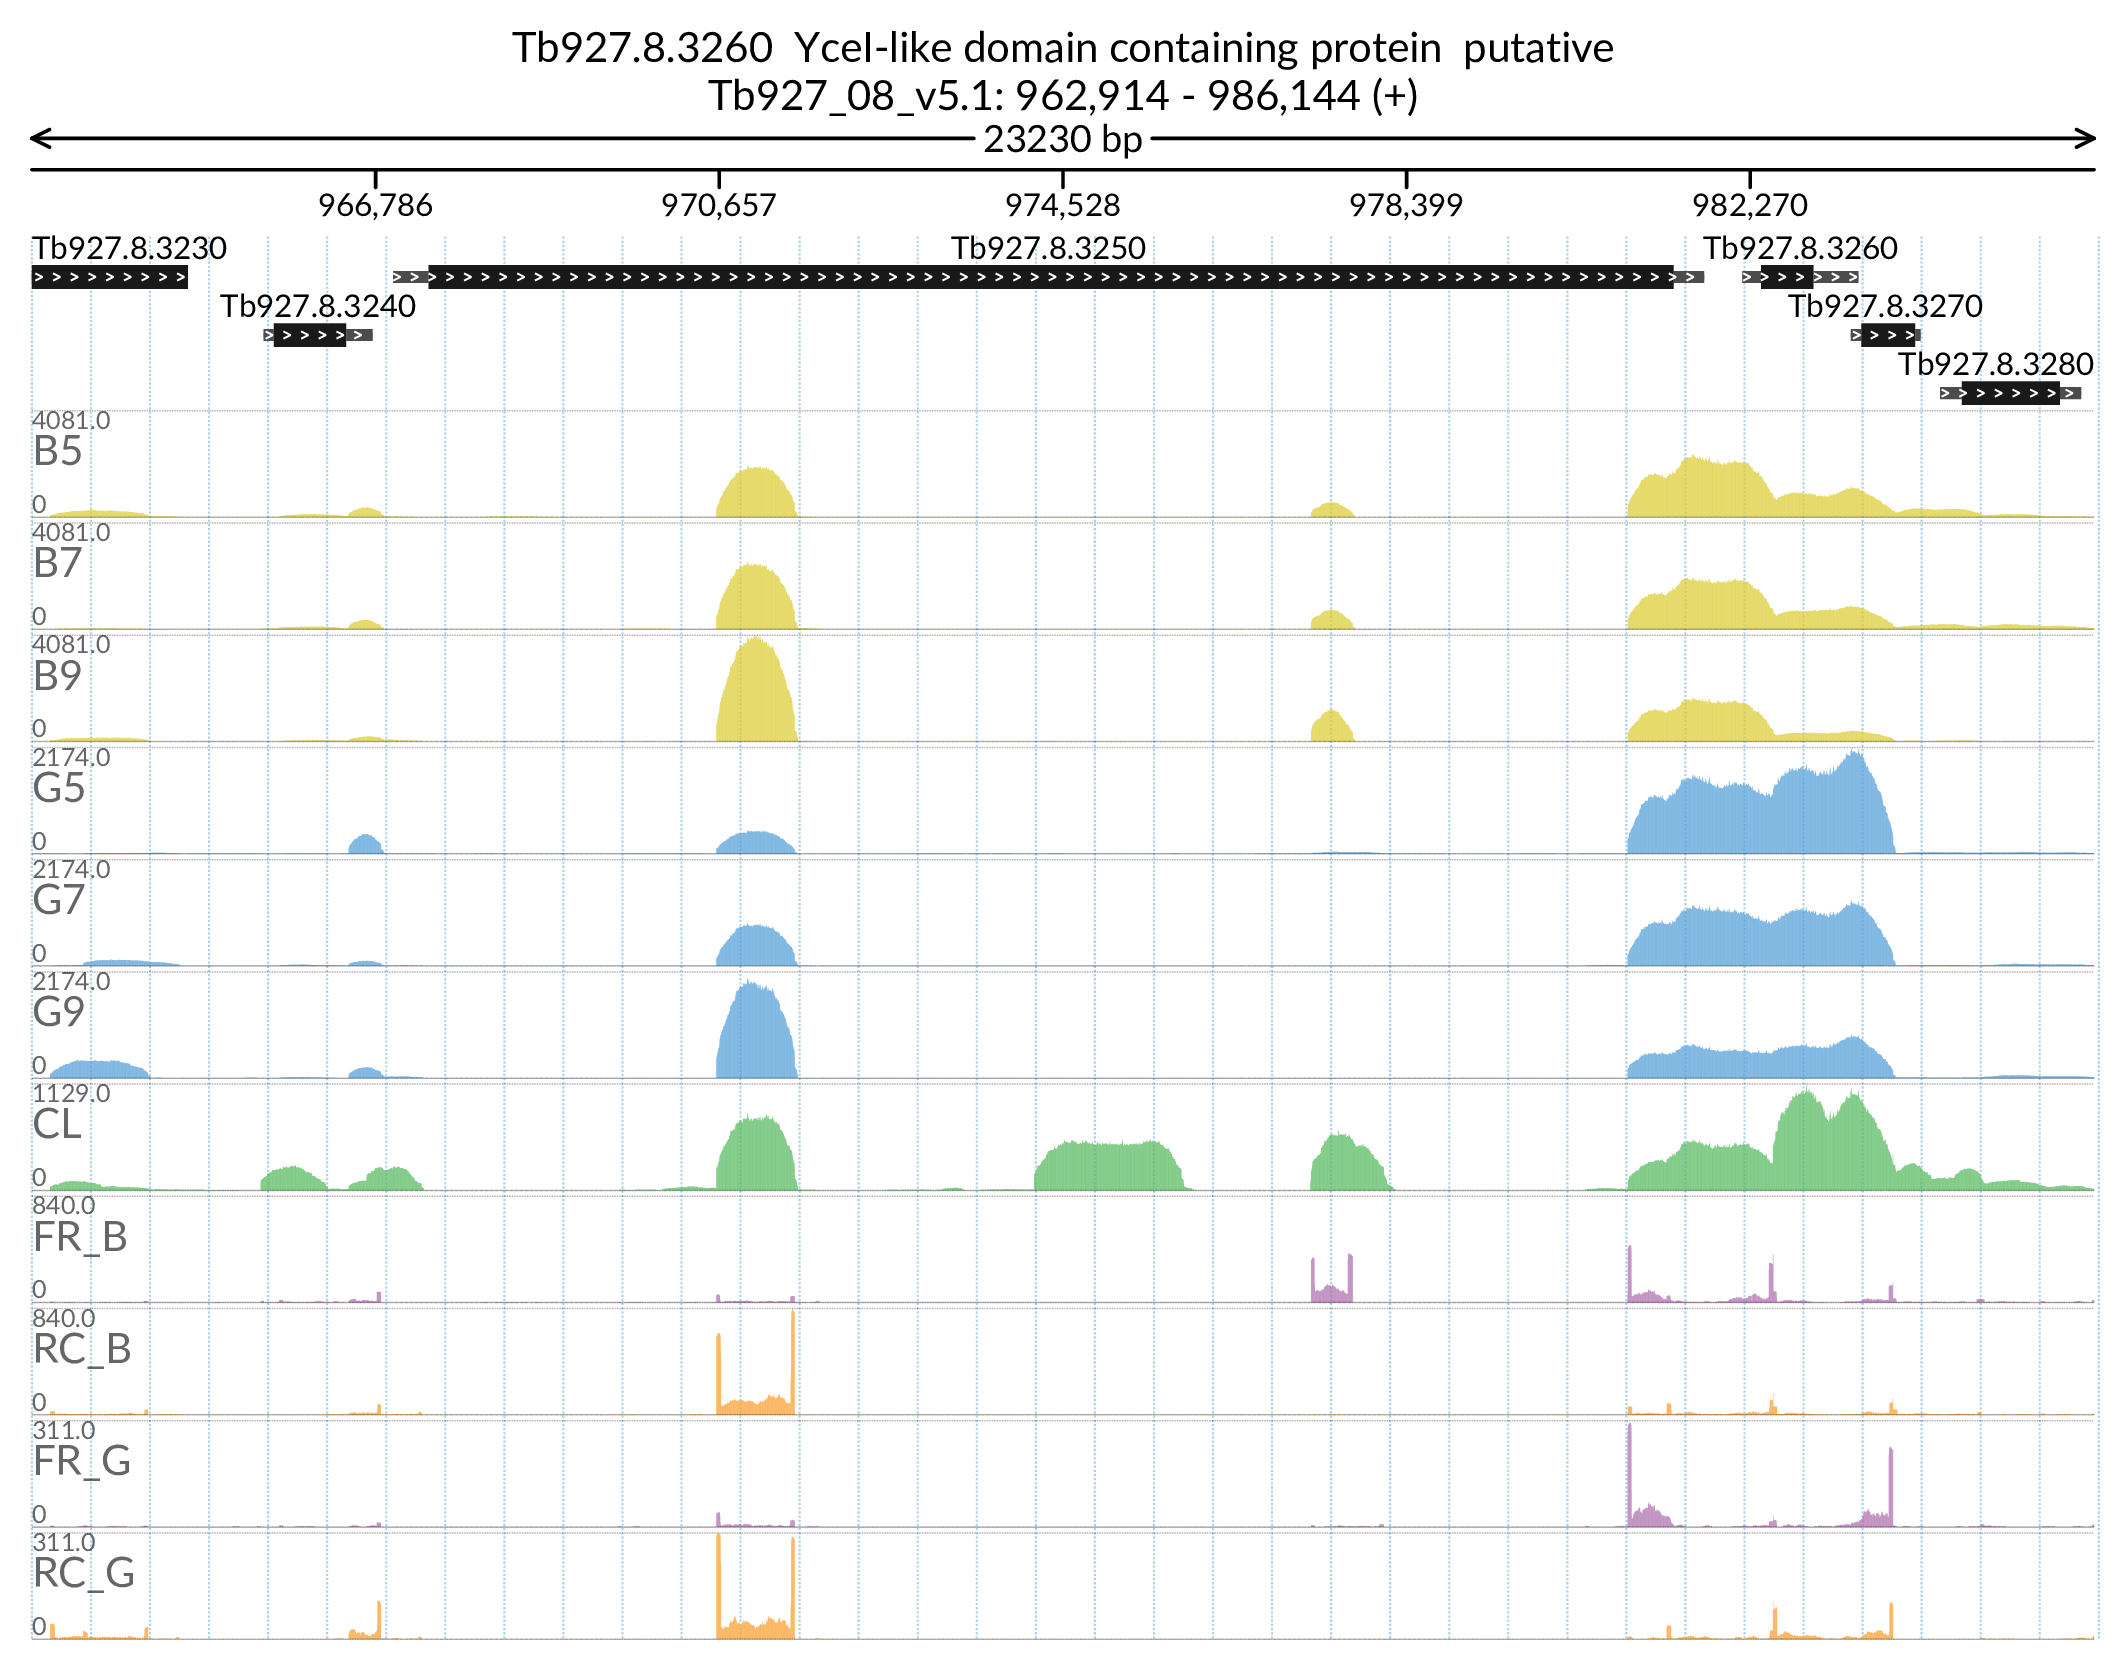 Tb927.8.3260  YceI-like domain containing protein  putative
Tb927_08_v5.1: 962,914 - 986,144 (+)
23230 bp
966,786 970,657 974,528 978,399 982,270
Tb927.8.3230 Tb927.8.3250 Tb927.8.3260
Tb927.8.3240 Tb927.8.3270
Tb927.8.3280
4081.0
B5
0
4081.0
B7
0
4081.0
B9
0
2174.0
G5
0
2174.0
G7
0
2174.0
G9
0
1129.0
CL
0
840.0
FR_B
0
840.0
RC_B
0
311.0
FR_G
0
311.0
RC_G
0